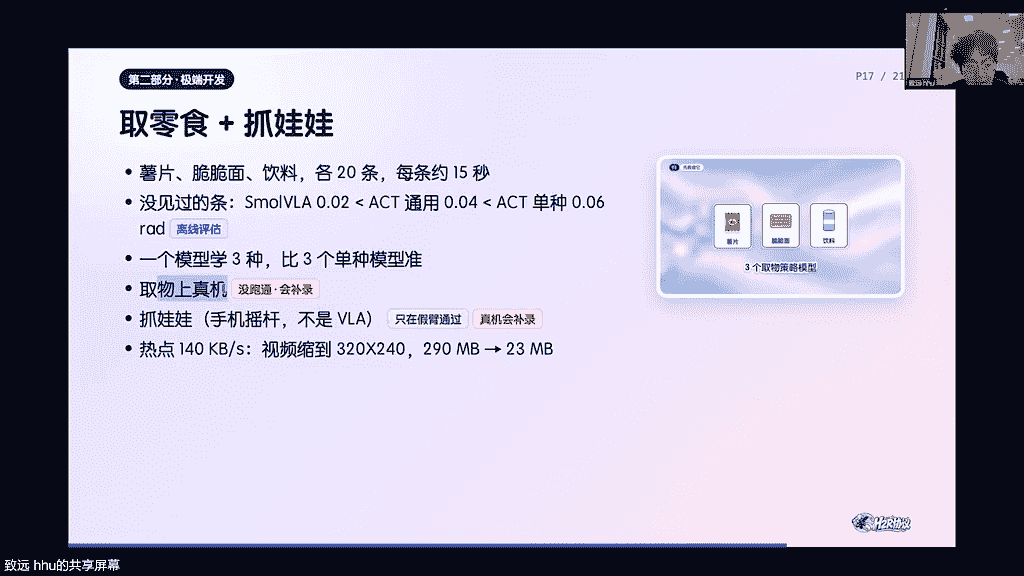 第二部分·极端开发
P17 / 21
取零食 + 抓娃娃
• 薯片、脆脆面、饮料，各 20 条，每条约 15 秒
• 没见过的条：SmolVLA 0.02 < ACT 通用 0.04 < ACT 单种 0.06
rad 离线评估
• 一个模型学 3 种，比 3 个单种模型准
• 取物上真机 没跑通·会补录
• 抓娃娃（手机摇杆，不是 VLA） 只在假臂通过 真机会补录
• 热点 140 KB/s：视频缩到 320X240，290 MB → 23 MB
薯片 脆脆面 饮料
3 个取物策略模型
致远 hhu的共享屏幕